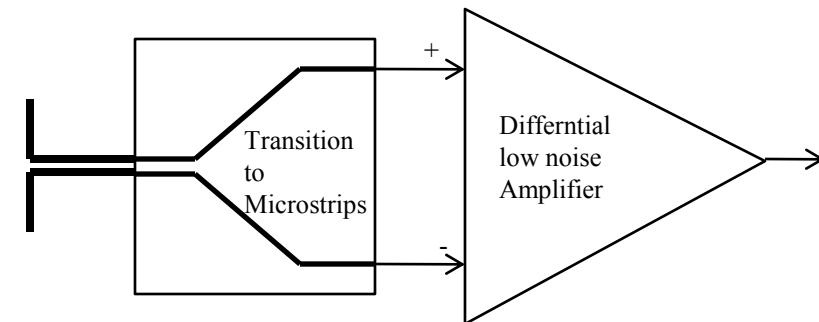 +
Transition
to
Microstrips
-
Differntial
low noise
Amplifier